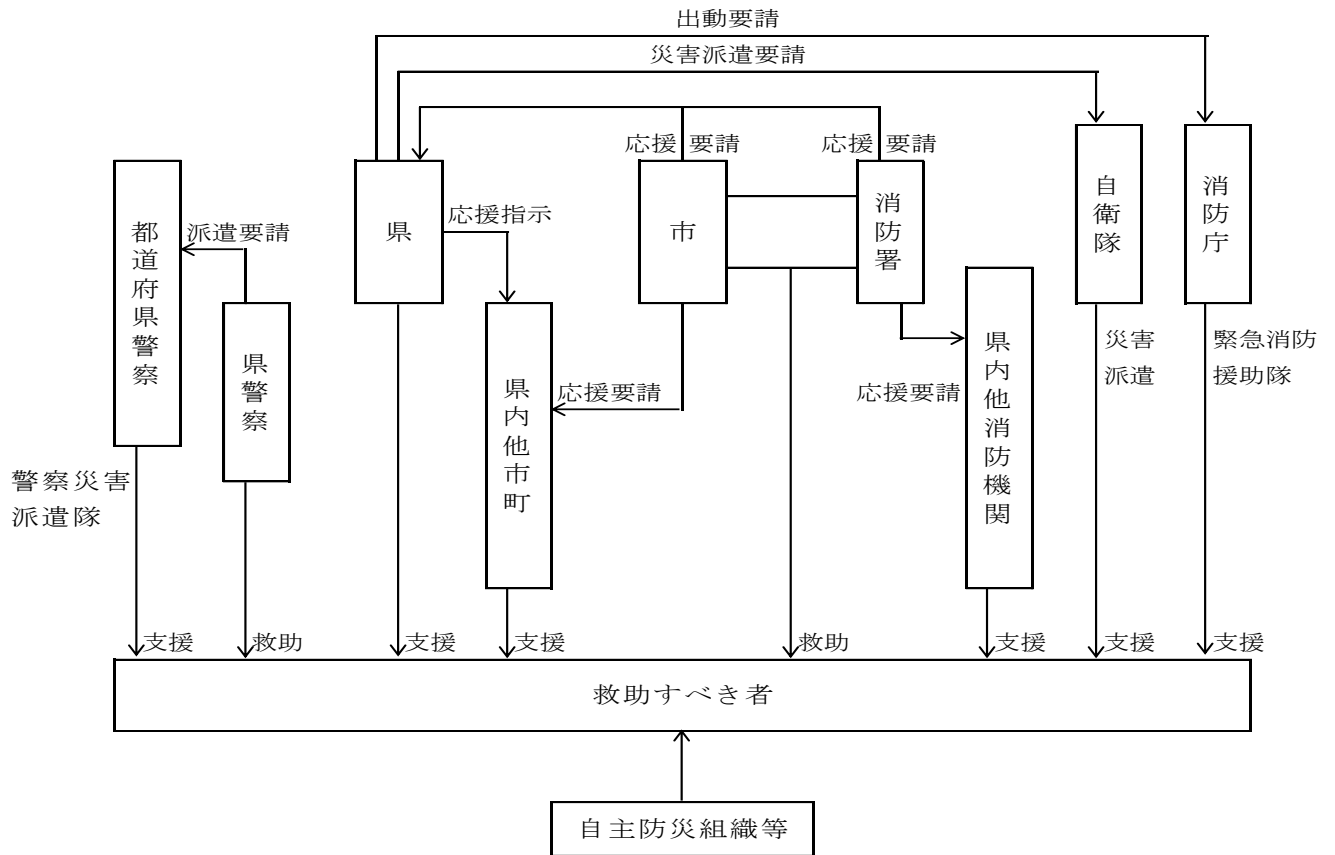 出動要請
災害派遣要請
応援要請
応援要請
都道府県警察
派遣要請
県
応援指示
市
消防署
自衛隊
消防庁
県警察
県内他市町
応援要請
応援要請
県内他消防機関
災害
派遣
緊急消防
援助隊
警察災害
派遣隊
支援
救助
支援
支援
救助
支援
支援
支援
救助すべき者
自主防災組織等